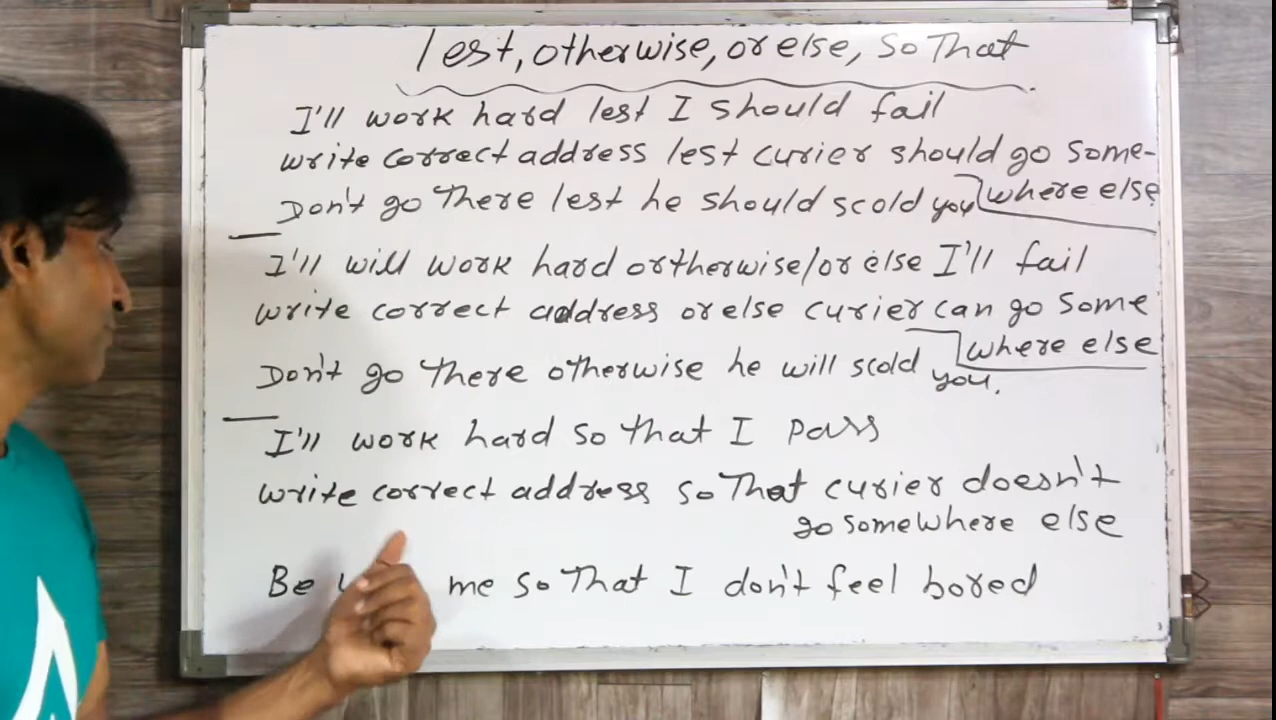 lest, otherwise, or else, so that
I'll work hard lest I should fail
write correct address lest curier should go some-
where else
Don't go there lest he should scold you
I'll will work hard ortherwise/or else I'll fail
write correct address or else curier can go some
where else
Don't go there otherwise he will scold you.
I'll work hard so that I pass
write correct address so that curier doesn't
go somewhere else
Be me so that I don't feel bored